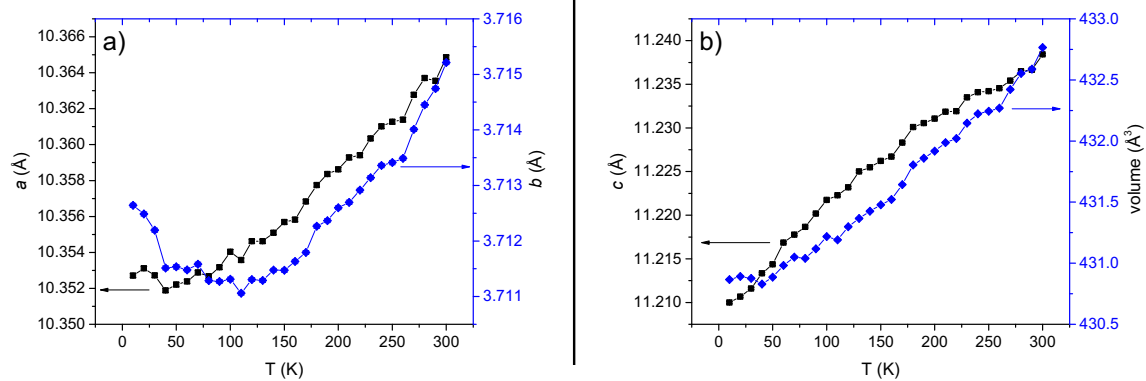 a)
10.366
10.364
10.362
10.360
10.358
10.356
10.354
10.352
10.350
a (Å)
3.716
3.715
3.714
3.713
3.712
3.711
b (Å)
0 50 100 150 200 250 300
T (K)
b)
11.240
11.235
11.230
11.225
11.220
11.215
11.210
c (Å)
433.0
432.5
432.0
431.5
431.0
430.5
volume (Å³)
0 50 100 150 200 250 300
T (K)